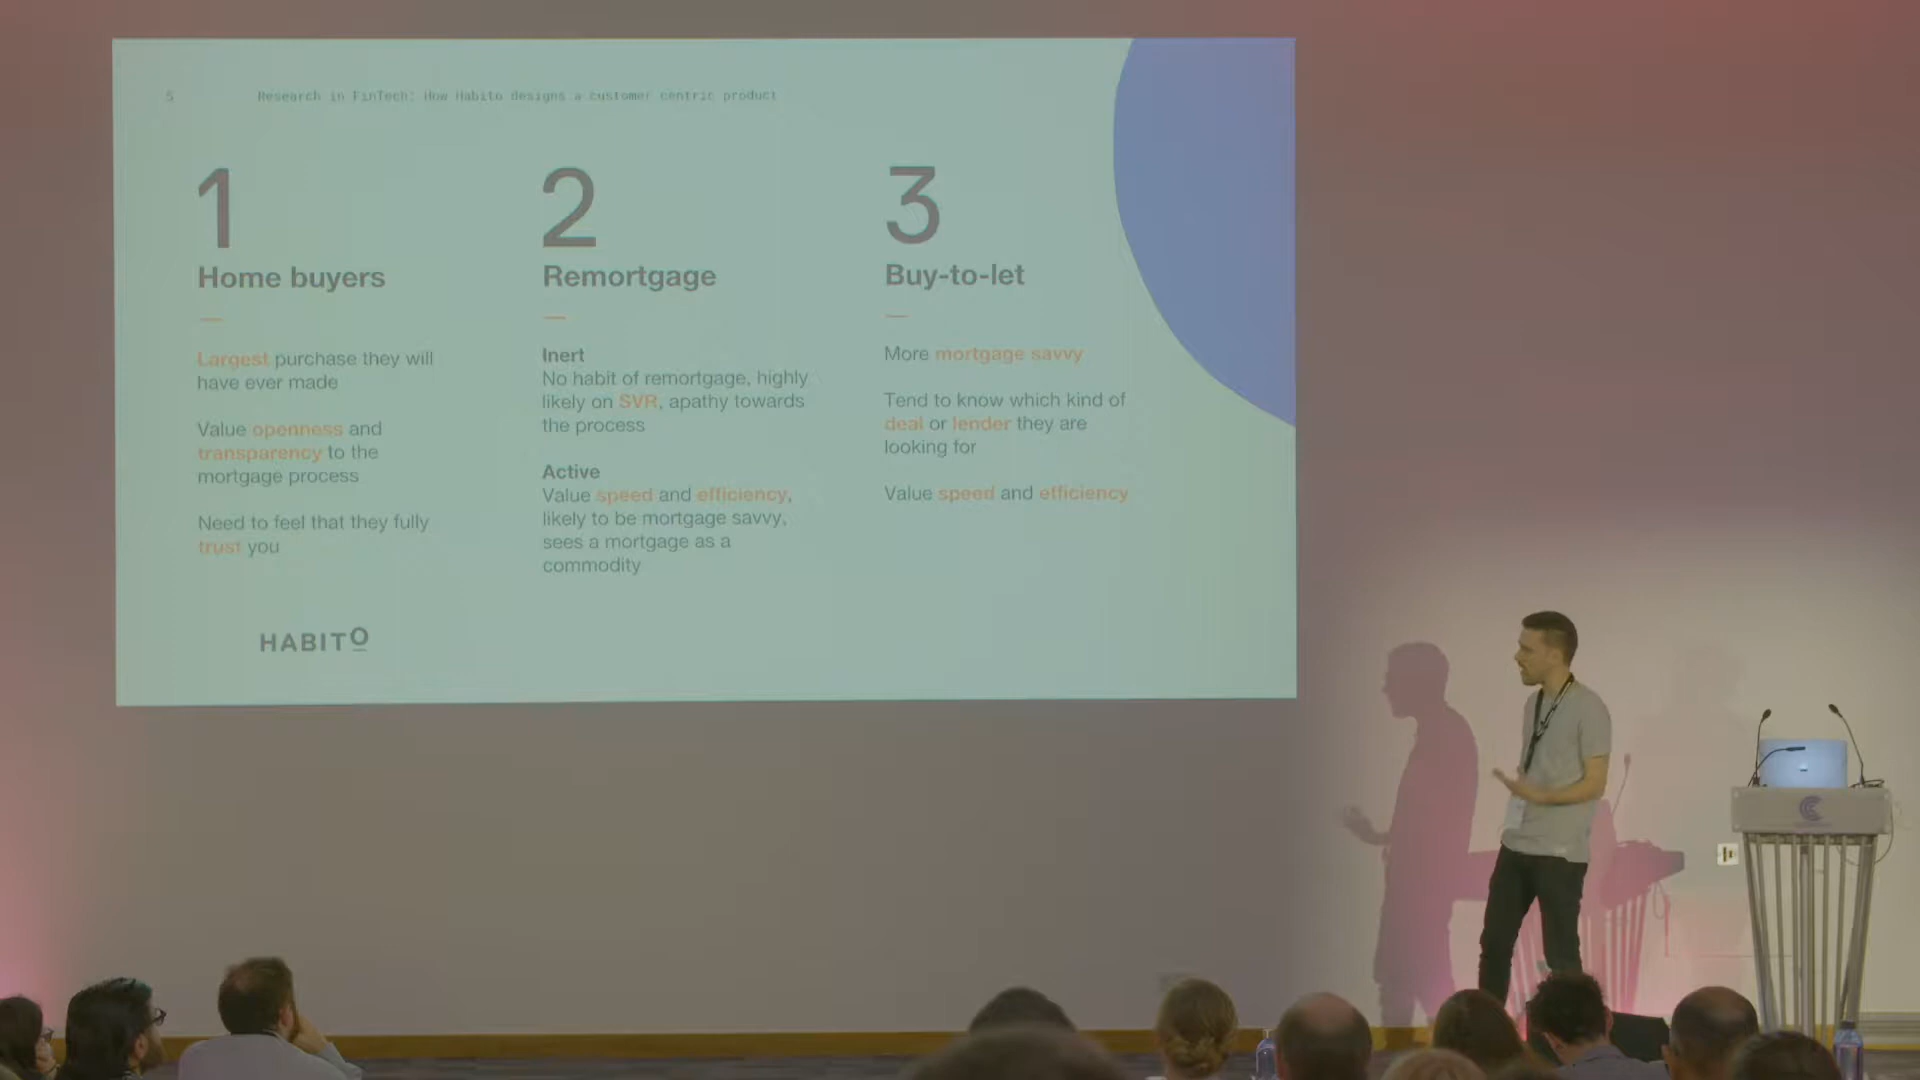 5
Research in FinTech: How Habito designs a customer centric product
1
Home buyers
Largest purchase they will
have ever made
Value openness and
transparency to the
mortgage process
Need to feel that they fully
trust you
2
Remortgage
Inert
No habit of remortgage, highly
likely on SVR, apathy towards
the process
Active
Value speed and efficiency,
likely to be mortgage savvy,
sees a mortgage as a
commodity
3
Buy-to-let
More mortgage savvy
Tend to know which kind of
deal or lender they are
looking for
Value speed and efficiency
HABITO